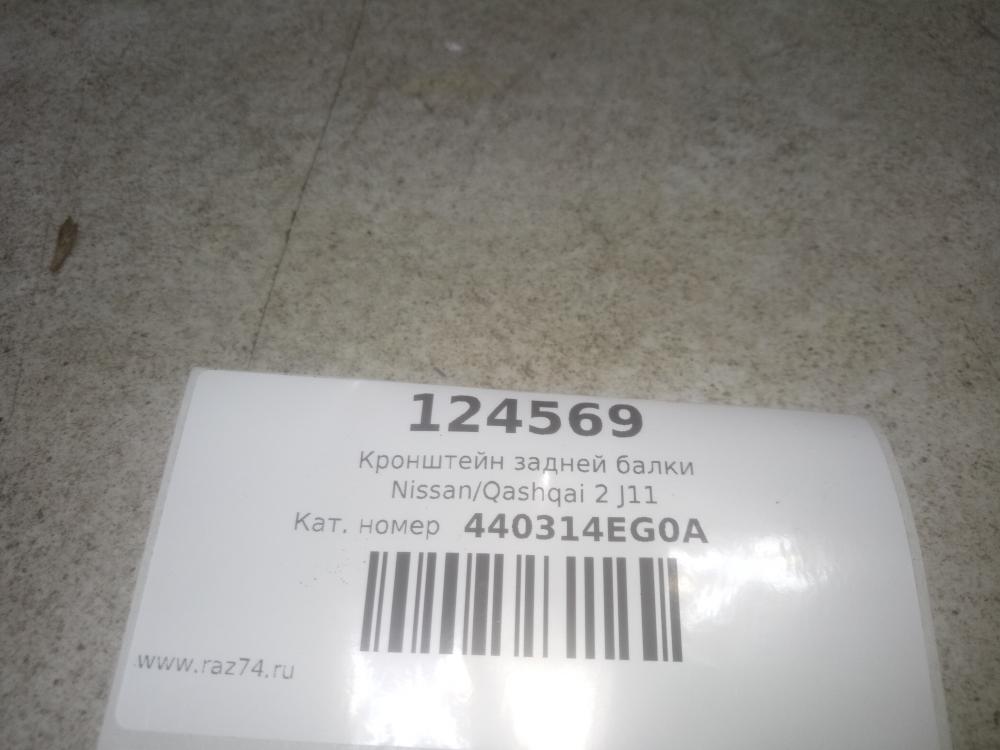 124569
Кронштейн задней балки
Nissan/Qashqai 2 J11
Кат. номер 440314EG0A
www.raz74.ru